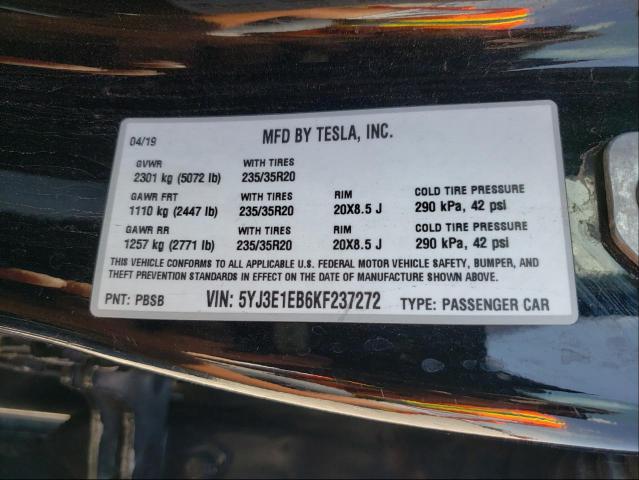 04/19 MFD BY TESLA, INC.
GVWR WITH TIRES
2301 kg (5072 lb) 235/35R20
GAWR FRT WITH TIRES RIM COLD TIRE PRESSURE
1110 kg (2447 lb) 235/35R20 20X8.5 J 290 kPa, 42 psi
GAWR RR WITH TIRES RIM COLD TIRE PRESSURE
1257 kg (2771 lb) 235/35R20 20X8.5 J 290 kPa, 42 psi
THIS VEHICLE CONFORMS TO ALL APPLICABLE U.S. FEDERAL MOTOR VEHICLE SAFETY, BUMPER, AND
THEFT PREVENTION STANDARDS IN EFFECT ON THE DATE OF MANUFACTURE SHOWN ABOVE.
PNT: PBSB VIN: 5YJ3E1EB6KF237272 TYPE: PASSENGER CAR